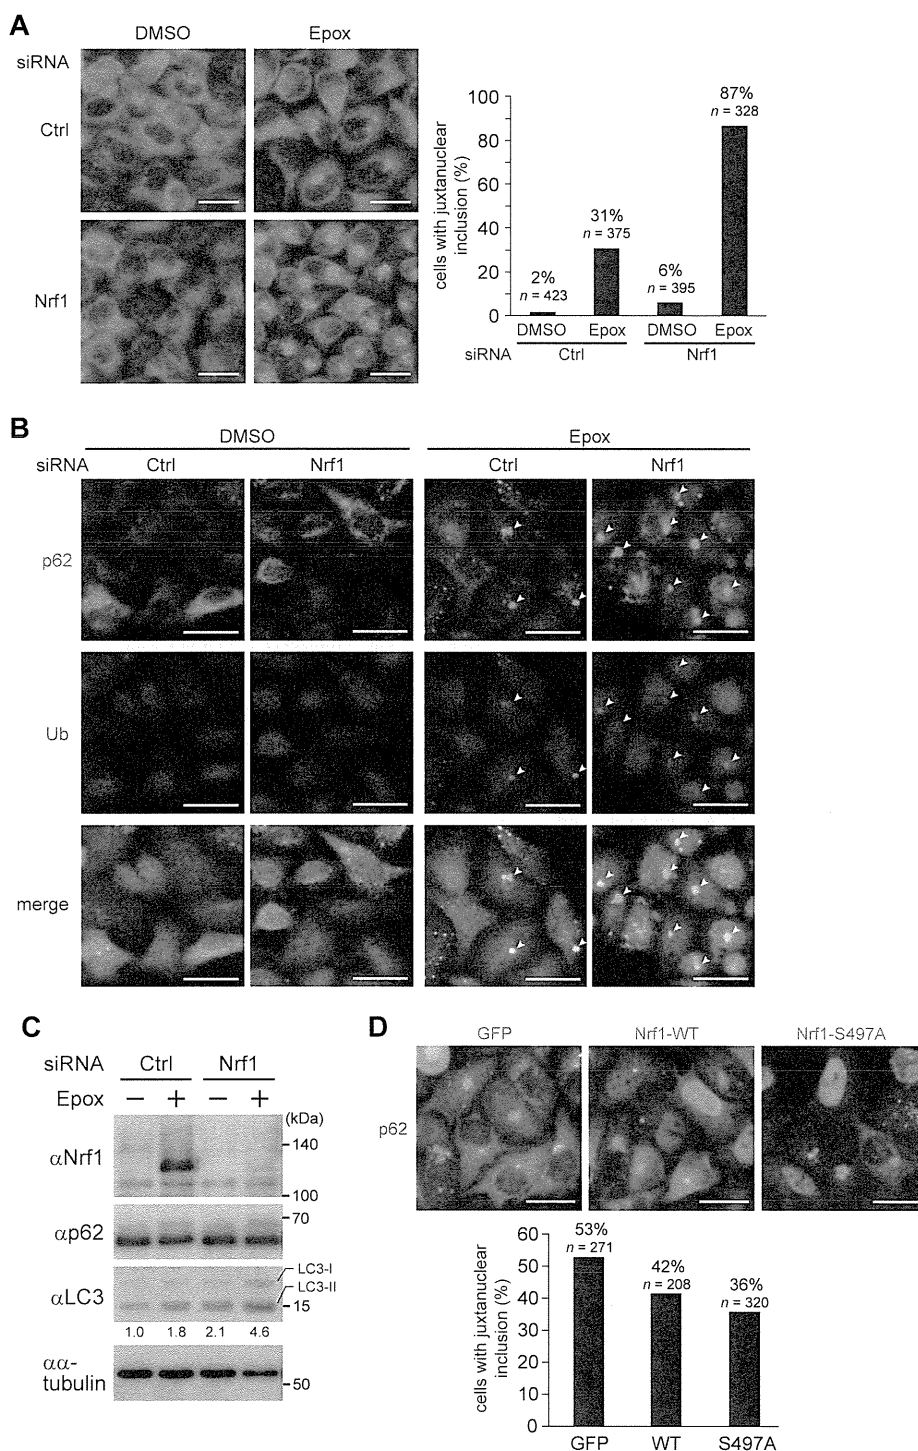 A
DMSO Epox
siRNA
Ctrl
Nrf1
cells with juxtanuclear
inclusion (%)
100
80
60
40
20
0
2%
n = 423
31%
n = 375
6%
n = 395
87%
n = 328
DMSO Epox DMSO Epox
siRNA Ctrl Nrf1
B
DMSO Epox
siRNA Ctrl Nrf1 Ctrl Nrf1
p62
Ub
merge
C
siRNA Ctrl Nrf1
Epox − + − + (kDa)
αNrf1
140
100
αp62
70
αLC3
LC3-I
LC3-II
15
1.0 1.8 2.1 4.6
αα-
tubulin
50
D
GFP Nrf1-WT Nrf1-S497A
p62
cells with juxtanuclear
inclusion (%)
60
50
40
30
20
10
0
53%
n = 271
42%
n = 208
36%
n = 320
GFP WT S497A